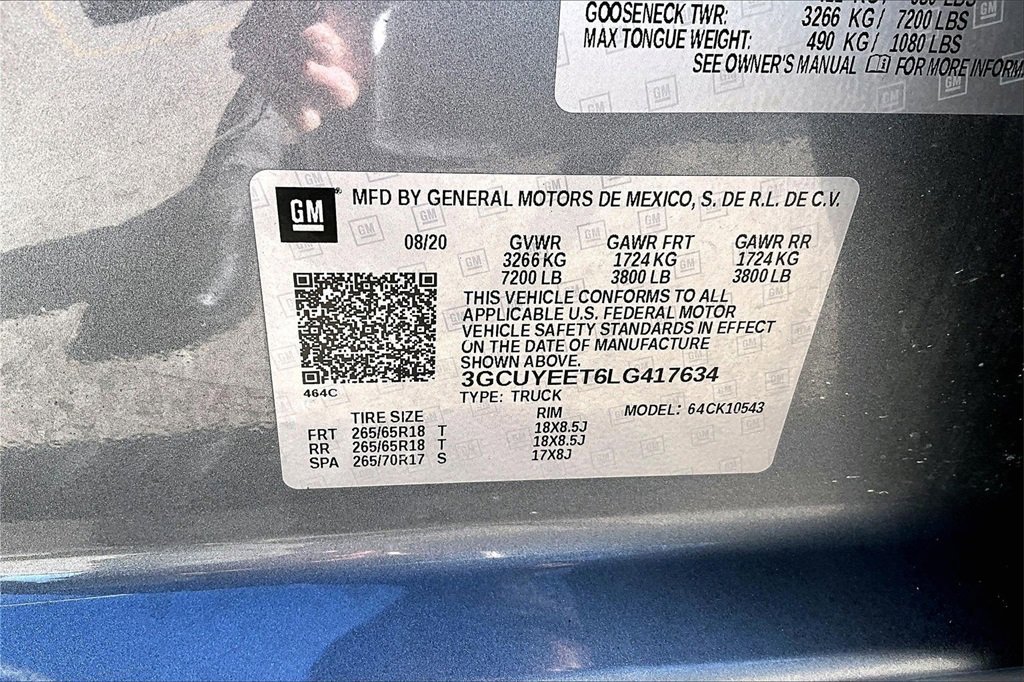 GOOSENECK TWR: 3266 KG / 7200 LBS
MAX TONGUE WEIGHT: 490 KG / 1080 LBS
SEE OWNER'S MANUAL FOR MORE INFORM
GM
MFD BY GENERAL MOTORS DE MEXICO, S. DE R.L. DE C.V.
08/20 GVWR GAWR FRT GAWR RR
3266 KG 1724 KG 1724 KG
7200 LB 3800 LB 3800 LB
THIS VEHICLE CONFORMS TO ALL
APPLICABLE U.S. FEDERAL MOTOR
VEHICLE SAFETY STANDARDS IN EFFECT
ON THE DATE OF MANUFACTURE
SHOWN ABOVE.
3GCUYEET6LG417634
464C
TYPE: TRUCK
MODEL: 64CK10543
TIRE SIZE RIM
FRT 265/65R18 T 18X8.5J
RR 265/65R18 T 18X8.5J
SPA 265/70R17 S 17X8J